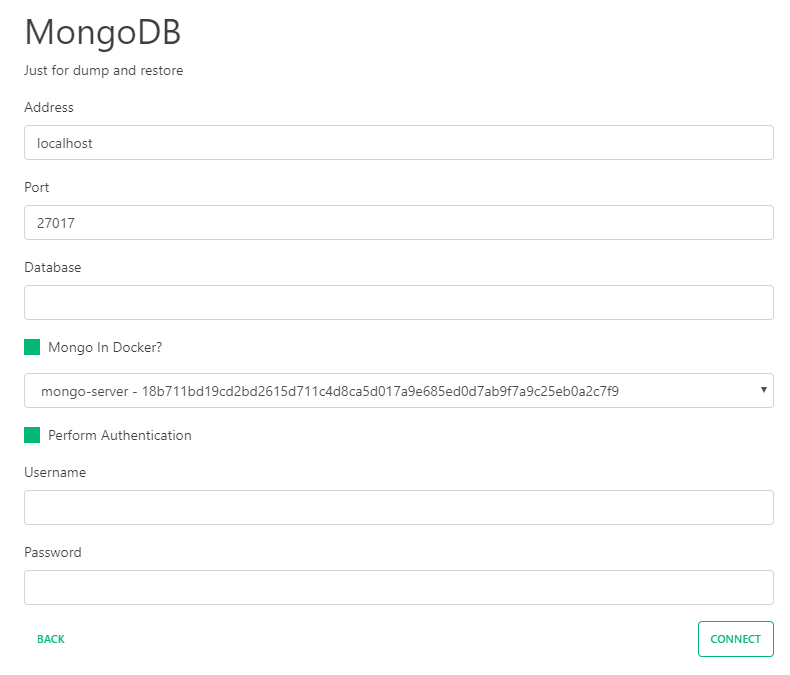 MongoDB
Just for dump and restore
Address
localhost
Port
27017
Database
Mongo In Docker?
mongo-server - 18b711bd19cd2bd2615d711c4d8ca5d017a9e685ed0d7ab9f7a9c25eb0a2c7f9
Perform Authentication
Username
Password
BACK
CONNECT